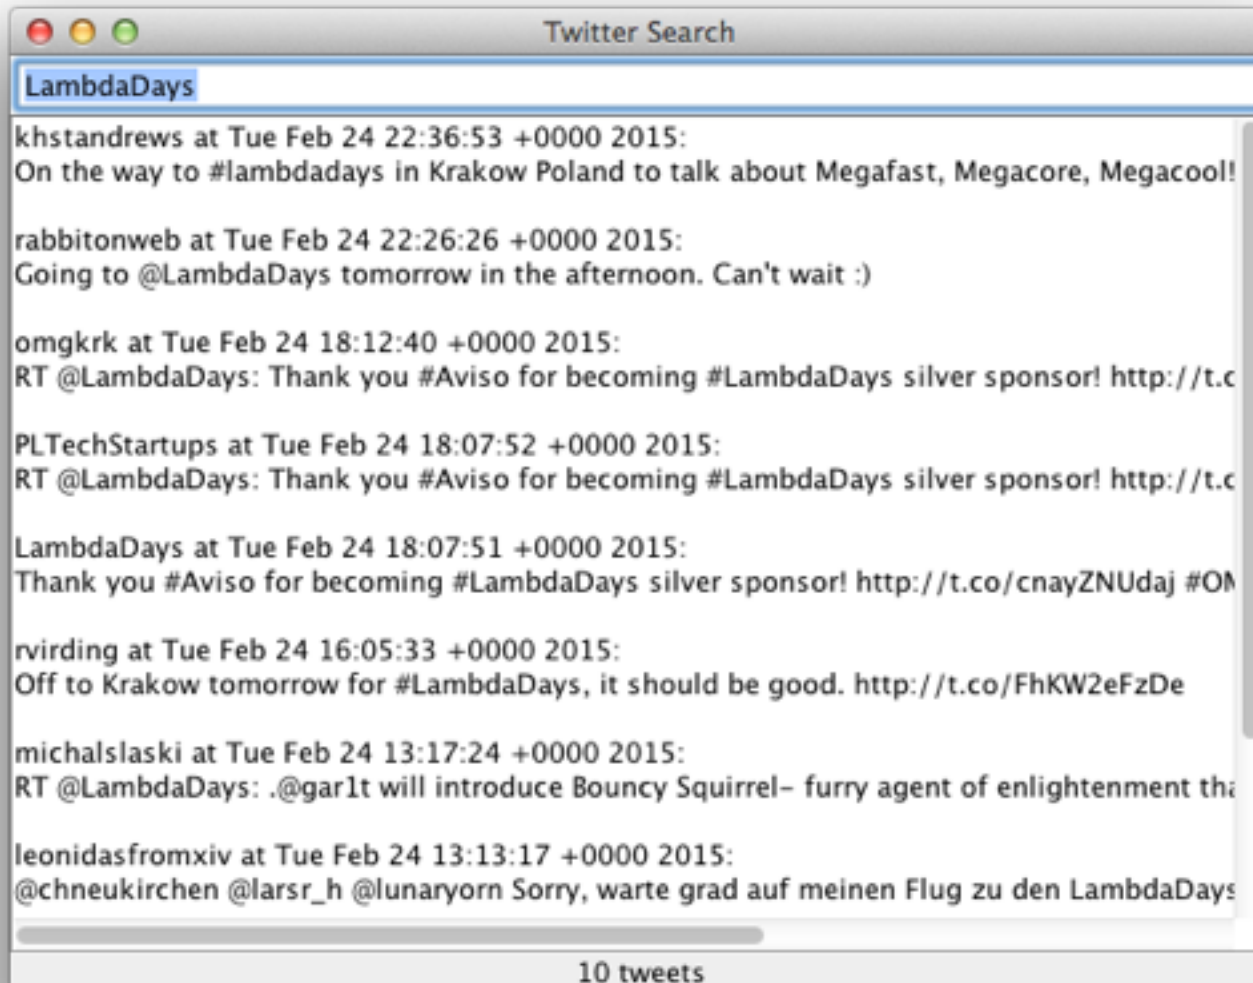 Twitter Search
LambdaDays
khstandrews at Tue Feb 24 22:36:53 +0000 2015:
On the way to #lambdadays in Krakow Poland to talk about Megafast, Megacore, Megacool!
rabbitonweb at Tue Feb 24 22:26:26 +0000 2015:
Going to @LambdaDays tomorrow in the afternoon. Can't wait :)
omgkrk at Tue Feb 24 18:12:40 +0000 2015:
RT @LambdaDays: Thank you #Aviso for becoming #LambdaDays silver sponsor! http://t.c
PLTechStartups at Tue Feb 24 18:07:52 +0000 2015:
RT @LambdaDays: Thank you #Aviso for becoming #LambdaDays silver sponsor! http://t.c
LambdaDays at Tue Feb 24 18:07:51 +0000 2015:
Thank you #Aviso for becoming #LambdaDays silver sponsor! http://t.co/cnayZNUdaj
rvirding at Tue Feb 24 16:05:33 +0000 2015:
Off to Krakow tomorrow for #LambdaDays, it should be good. http://t.co/FhKW2eFzDe
michalslaski at Tue Feb 24 13:17:24 +0000 2015:
RT @LambdaDays: .@gar1t will introduce Bouncy Squirrel– furry agent of enlightenment
leonidasfromxiv at Tue Feb 24 13:13:17 +0000 2015:
@chneukirchen @larsr_h @lunaryorn Sorry, warte grad auf meinen Flug zu den LambdaDays
10 tweets